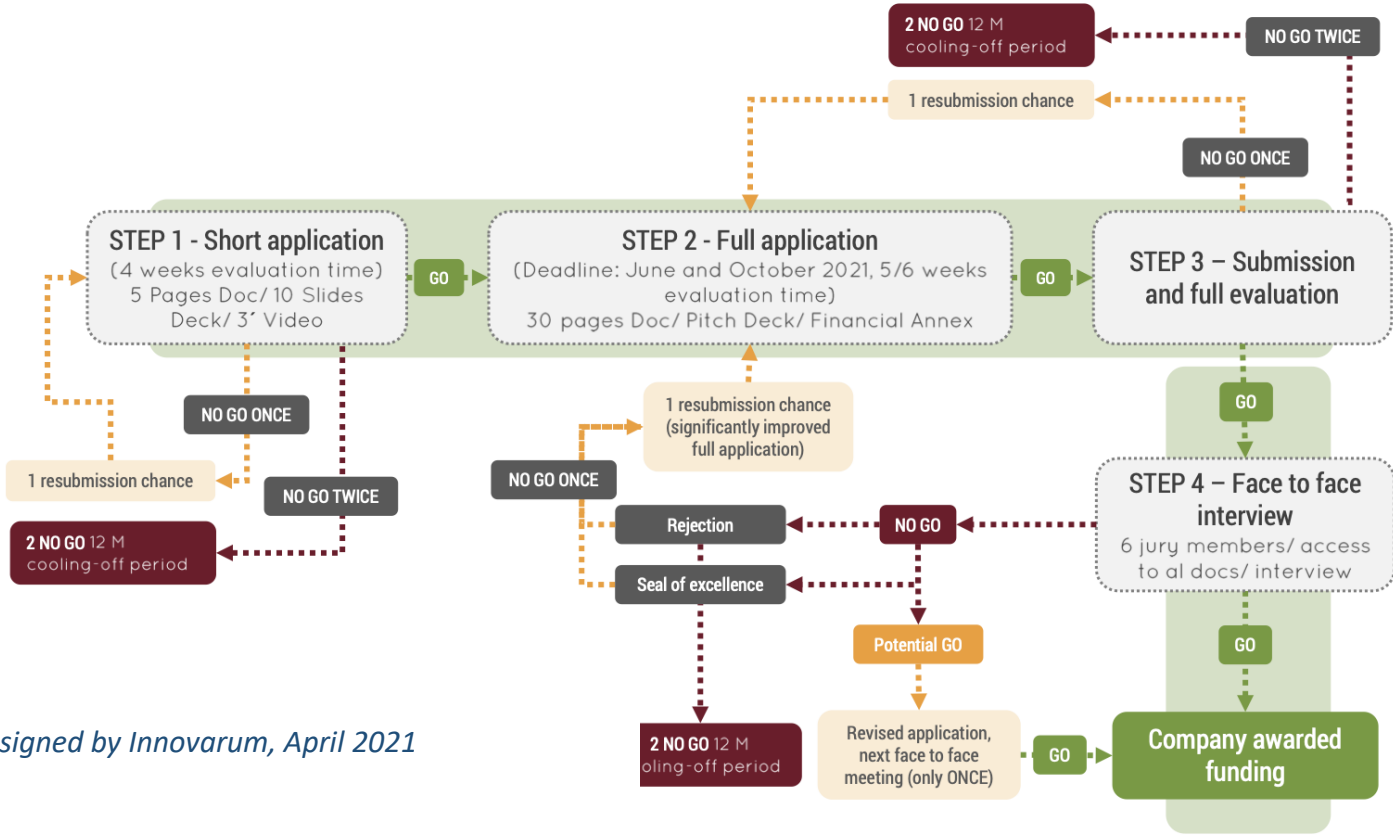 2 NO GO 12 M
cooling-off period
NO GO TWICE
1 resubmission chance
NO GO ONCE
STEP 1 - Short application
(4 weeks evaluation time)
5 Pages Doc/ 10 Slides
Deck/ 3´ Video
GO
STEP 2 - Full application
(Deadline: June and October 2021, 5/6 weeks
evaluation time)
30 pages Doc/ Pitch Deck/ Financial Annex
GO
STEP 3 – Submission
and full evaluation
NO GO ONCE
1 resubmission chance
NO GO TWICE
2 NO GO 12 M
cooling-off period
1 resubmission chance
(significantly improved
full application)
NO GO ONCE
Rejection
NO GO
Seal of excellence
Potential GO
GO
STEP 4 – Face to face
interview
6 jury members/ access
to al docs/ interview
GO
signed by Innovarum, April 2021
2 NO GO 12 M
oling-off period
Revised application,
next face to face
meeting (only ONCE)
GO
Company awarded
funding